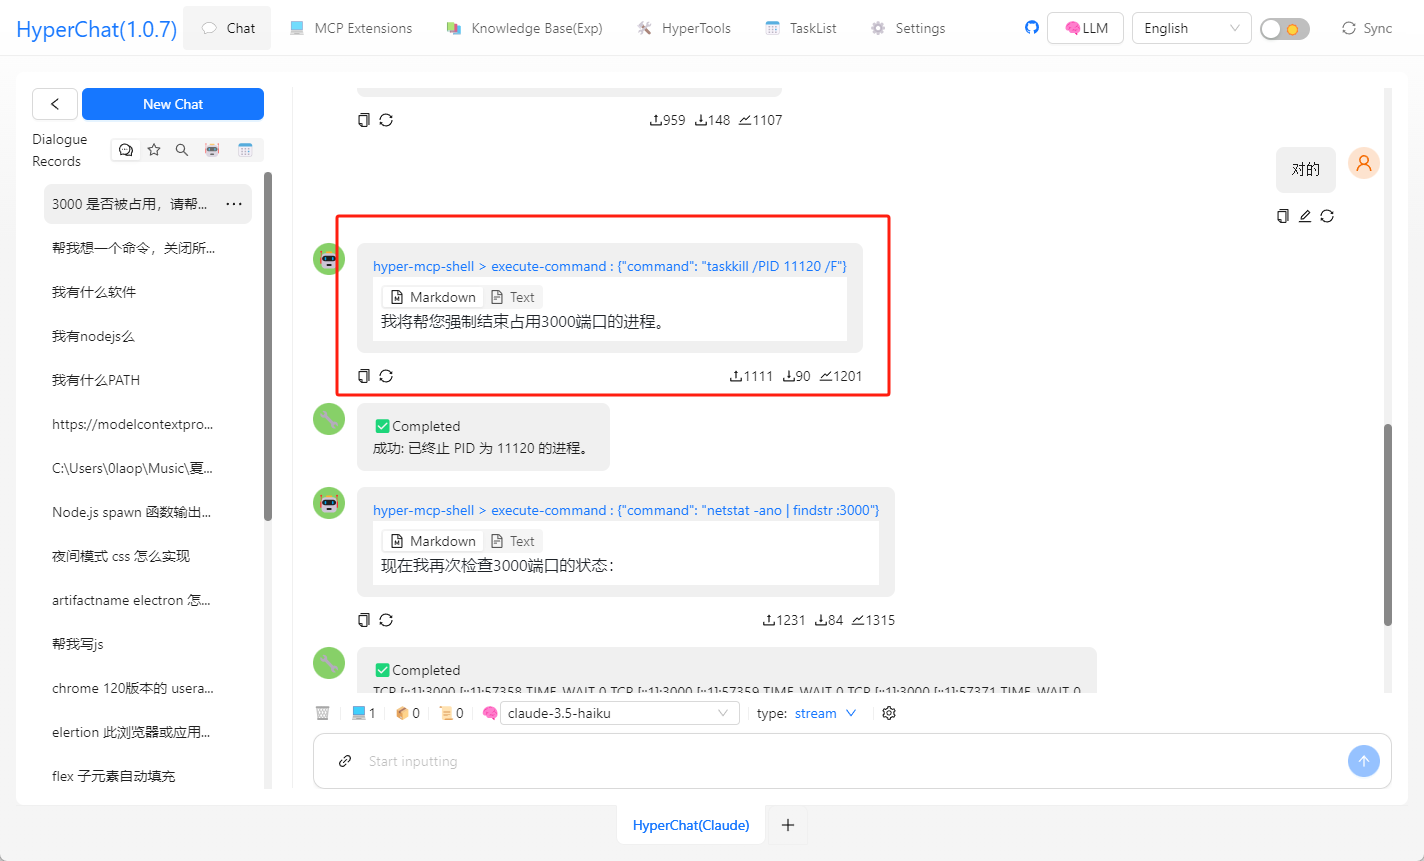 HyperChat(1.0.7)
Chat
MCP Extensions
Knowledge Base(Exp)
HyperTools
TaskList
Settings
LLM
English
Sync
New Chat
Dialogue
Records
3000 是否被占用，请帮...
帮我想一个命令，关闭所...
我有什么软件
我有nodejs么
我有什么PATH
https://modelcontextpro...
C:\Users\0laop\Music\夏...
Node.js spawn 函数输出...
夜间模式 css 怎么实现
artifactname electron 怎...
帮我写js
chrome 120版本的 usera...
elertion 此浏览器或应用...
flex 子元素自动填充
959 148 1107
对的
hyper-mcp-shell > execute-command : {"command": "taskkill /PID 11120 /F"}
Markdown Text
我将帮您强制结束占用3000端口的进程。
1111 90 1201
Completed
成功: 已终止 PID 为 11120 的进程。
hyper-mcp-shell > execute-command : {"command": "netstat -ano | findstr :3000"}
Markdown Text
现在我再次检查3000端口的状态：
1231 84 1315
Completed
TCP [::1]:3000 [::1]:57358 TIME_WAIT 0 TCP [::1]:3000 [::1]:57359 TIME_WAIT 0 TCP [::1]:3000 [::1]:57371 TIME_WAIT 0
1 0 0 claude-3.5-haiku type: stream
Start inputting
HyperChat(Claude)